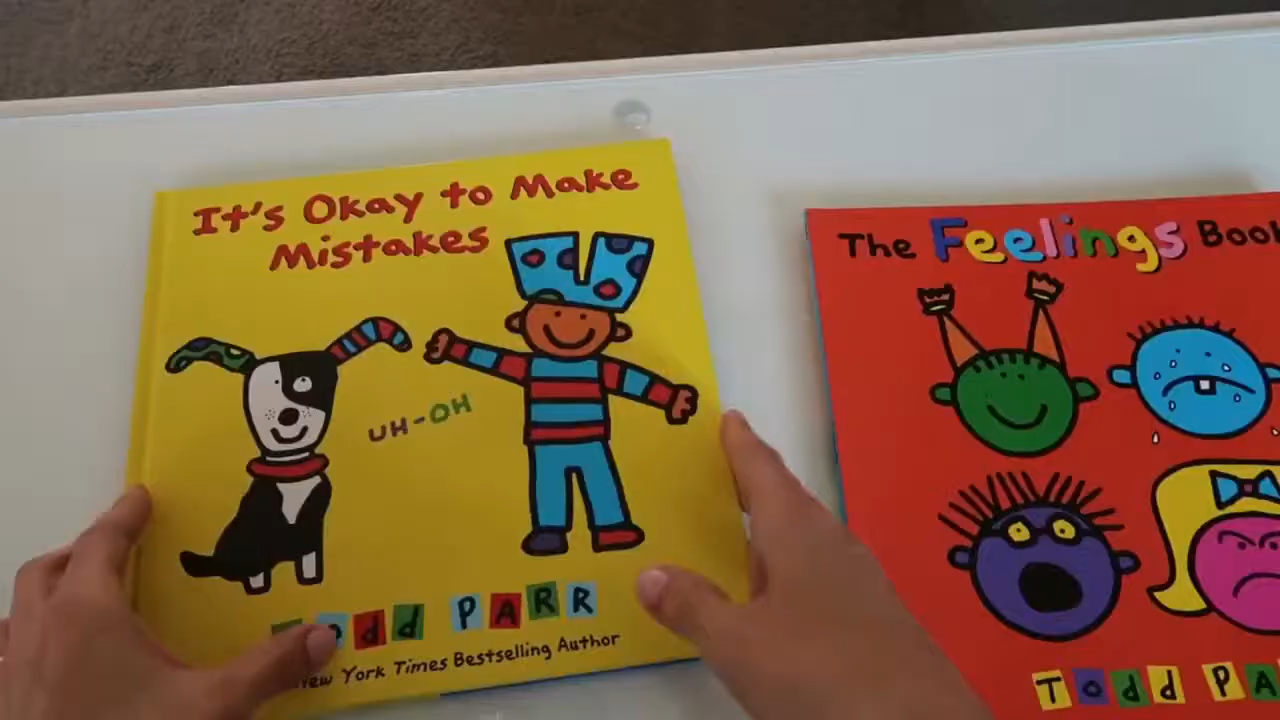 It's Okay to Make
Mistakes
UH-OH
Todd PARR
New York Times Bestselling Author
The Feelings Book
Todd PA